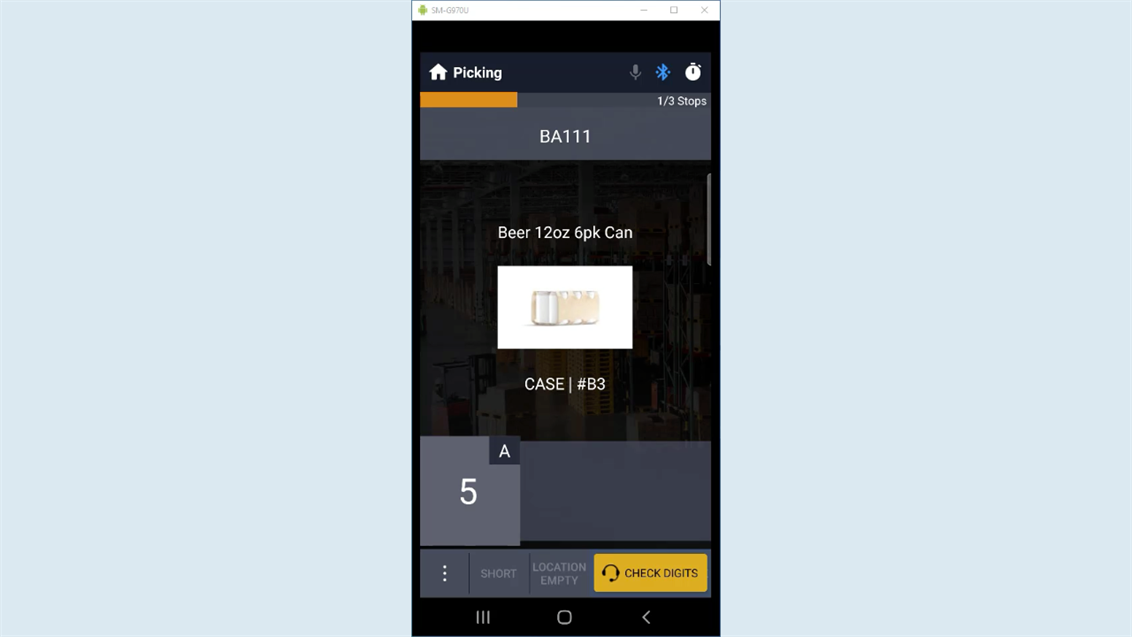 SM-G970U
Picking
1/3 Stops
BA111
Beer 12oz 6pk Can
CASE | #B3
A
5
SHORT
LOCATION
EMPTY
CHECK DIGITS